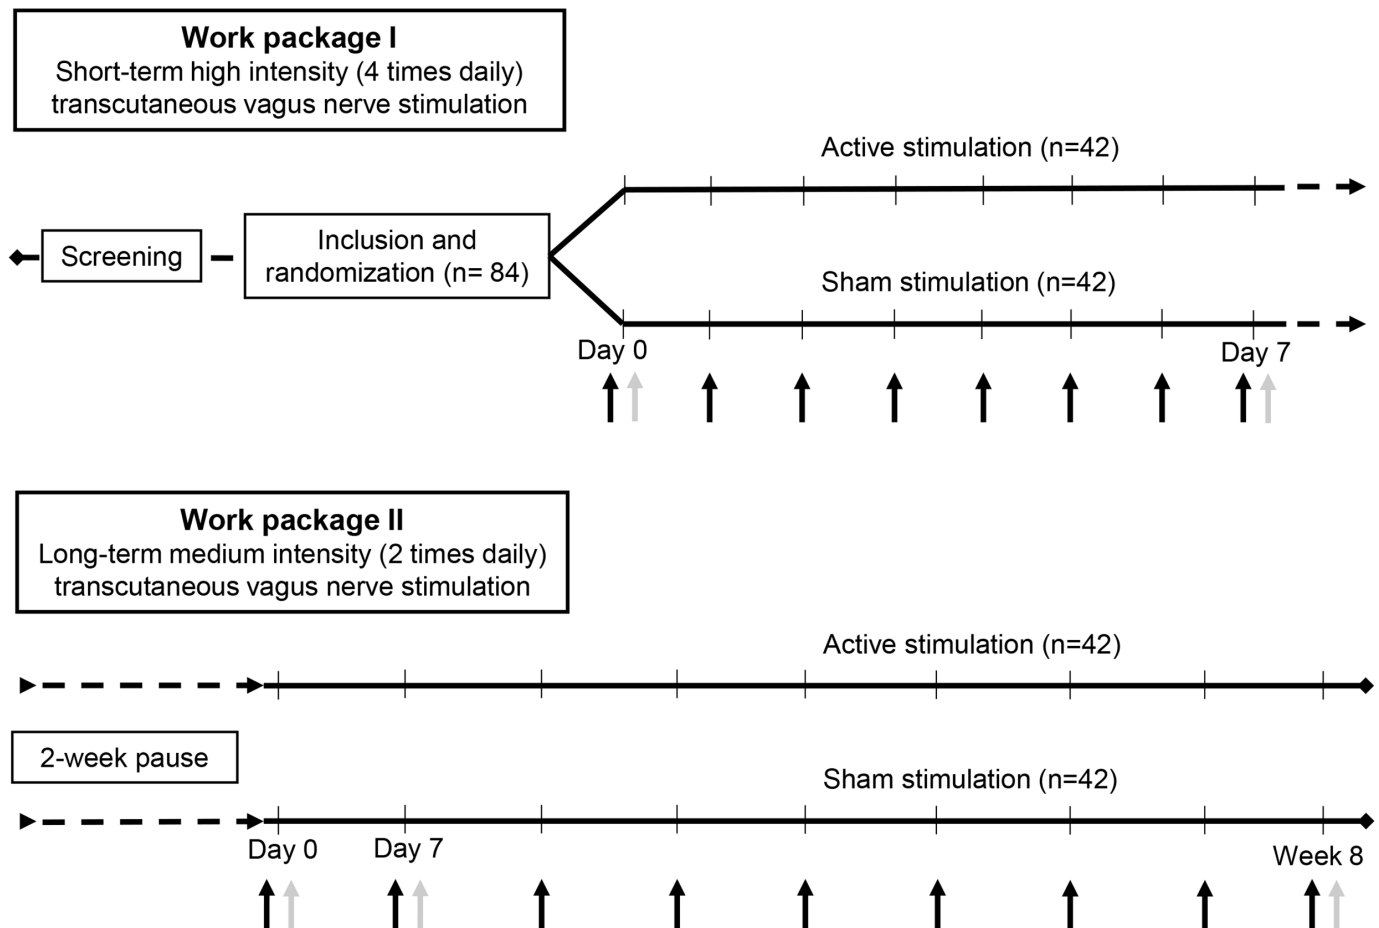 Work package I
Short-term high intensity (4 times daily)
transcutaneous vagus nerve stimulation
Active stimulation (n=42)
Screening
Inclusion and
randomization (n= 84)
Sham stimulation (n=42)
Day 0
Day 7
Work package II
Long-term medium intensity (2 times daily)
transcutaneous vagus nerve stimulation
Active stimulation (n=42)
2-week pause
Sham stimulation (n=42)
Day 0
Day 7
Week 8